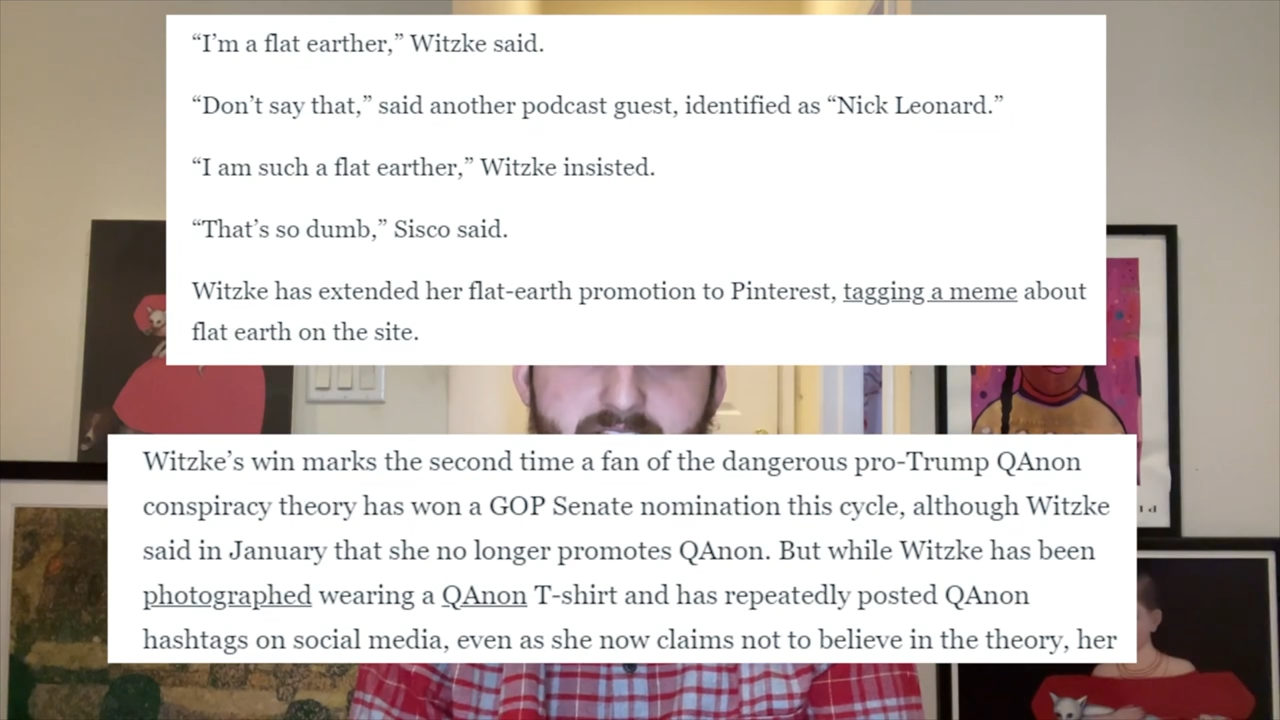 “I’m a flat earther,” Witzke said.
“Don’t say that,” said another podcast guest, identified as “Nick Leonard.”
“I am such a flat earther,” Witzke insisted.
“That’s so dumb,” Sisco said.
Witzke has extended her flat-earth promotion to Pinterest, tagging a meme about
flat earth on the site.
Witzke’s win marks the second time a fan of the dangerous pro-Trump QAnon
conspiracy theory has won a GOP Senate nomination this cycle, although Witzke
said in January that she no longer promotes QAnon. But while Witzke has been
photographed wearing a QAnon T-shirt and has repeatedly posted QAnon
hashtags on social media, even as she now claims not to believe in the theory, her